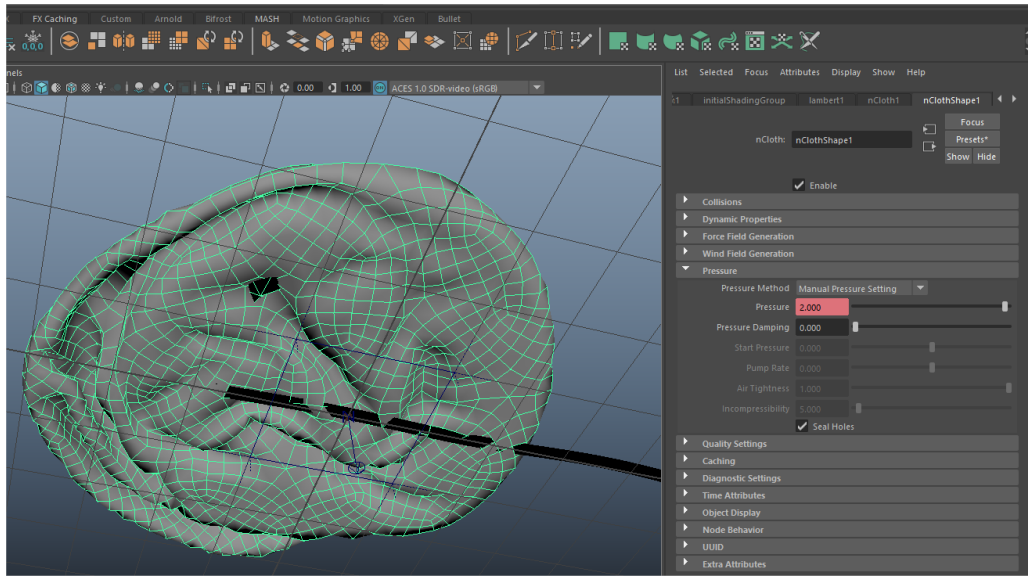 FX Caching Custom Arnold Bifrost MASH Motion Graphics XGen Bullet
0,0,0
nels
0.00 1.00 ACES 1.0 SDR-video (sRGB)
List Selected Focus Attributes Display Show Help
initialShadingGroup lambert1 nCloth1 nClothShape1
Focus
nCloth: nClothShape1 Presets*
Show Hide
Enable
Collisions
Dynamic Properties
Force Field Generation
Wind Field Generation
Pressure
Pressure Method Manual Pressure Setting
Pressure 2.000
Pressure Damping 0.000
Start Pressure 0.000
Pump Rate 0.000
Air Tightness 1.000
Incompressibility 5.000
Seal Holes
Quality Settings
Caching
Diagnostic Settings
Time Attributes
Object Display
Node Behavior
UUID
Extra Attributes